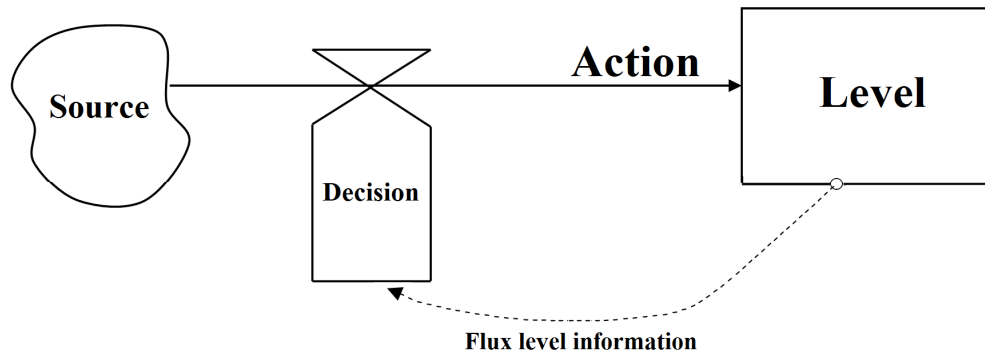 Source
Action
Level
Decision
Flux level information